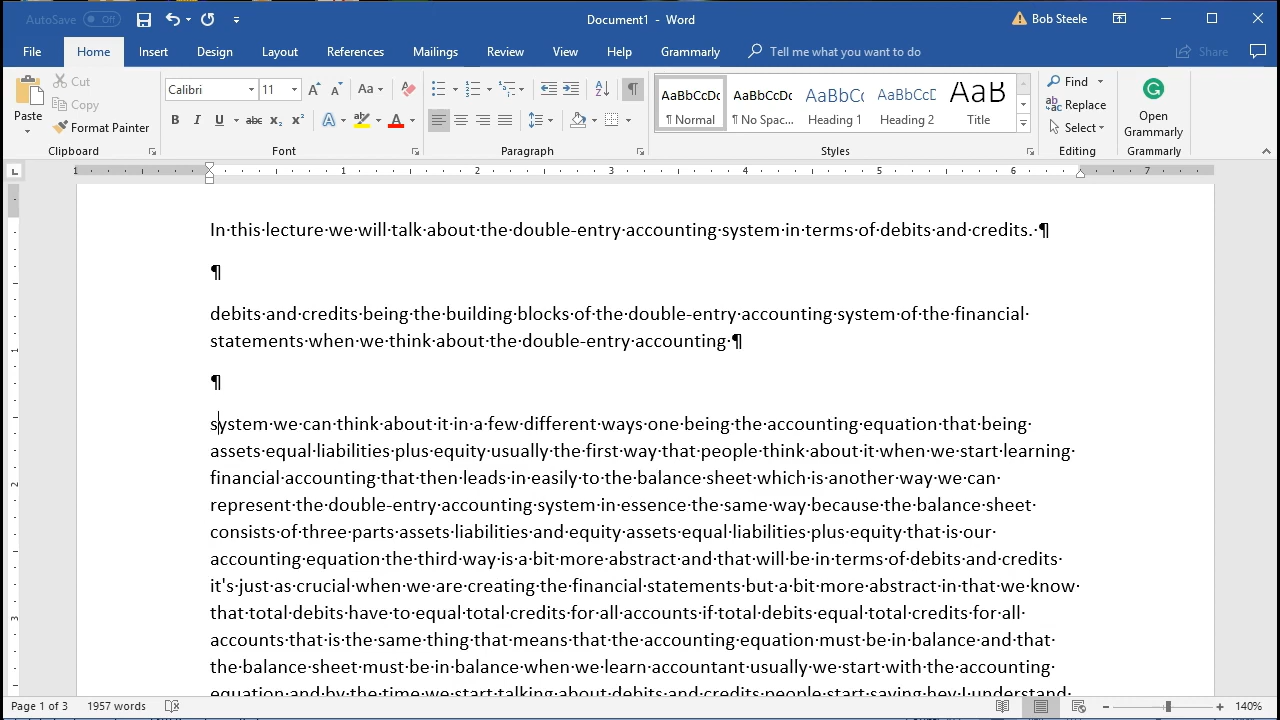 AutoSave Off Document1 - Word Bob Steele
File Home Insert Design Layout References Mailings Review View Help Grammarly Tell me what you want to do Share
Cut
Copy
Paste
Format Painter
Clipboard
Calibri 11 Aa
B I U abc x2 x2 A ab A
Font
Paragraph
AaBbCcDc AaBbCcDc AaBbCc AaBbCcD AaB
¶ Normal ¶ No Spac... Heading 1 Heading 2 Title
Styles
Find
Replace
Select
Editing
Open
Grammarly
Grammarly
1 1 2 3 4 5 6 7
In·this·lecture·we·will·talk·about·the·double-entry·accounting·system·in·terms·of·debits·and·credits.·¶
¶
debits·and·credits·being·the·building·blocks·of·the·double-entry·accounting·system·of·the·financial·
statements·when·we·think·about·the·double-entry·accounting·¶
¶
system·we·can·think·about·it·in·a·few·different·ways·one·being·the·accounting·equation·that·being·
assets·equal·liabilities·plus·equity·usually·the·first·way·that·people·think·about·it·when·we·start·learning·
financial·accounting·that·then·leads·in·easily·to·the·balance·sheet·which·is·another·way·we·can·
represent·the·double-entry·accounting·system·in·essence·the·same·way·because·the·balance·sheet·
consists·of·three·parts·assets·liabilities·and·equity·assets·equal·liabilities·plus·equity·that·is·our·
accounting·equation·the·third·way·is·a·bit·more·abstract·and·that·will·be·in·terms·of·debits·and·credits·
it's·just·as·crucial·when·we·are·creating·the·financial·statements·but·a·bit·more·abstract·in·that·we·know·
that·total·debits·have·to·equal·total·credits·for·all·accounts·if·total·debits·equal·total·credits·for·all·
accounts·that·is·the·same·thing·that·means·that·the·accounting·equation·must·be·in·balance·and·that·
the·balance·sheet·must·be·in·balance·when·we·learn·accountant·usually·we·start·with·the·accounting·
equation·and·by·the·time·we·start·talking·about·debits·and·credits·people·start·saying·hey·I·understand·
Page 1 of 3 1957 words 140%